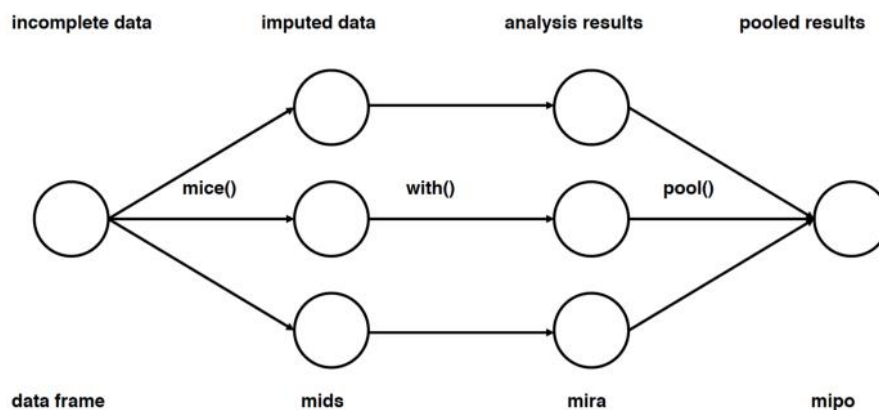 incomplete data imputed data analysis results pooled results
mice() with() pool()
data frame mids mira mipo